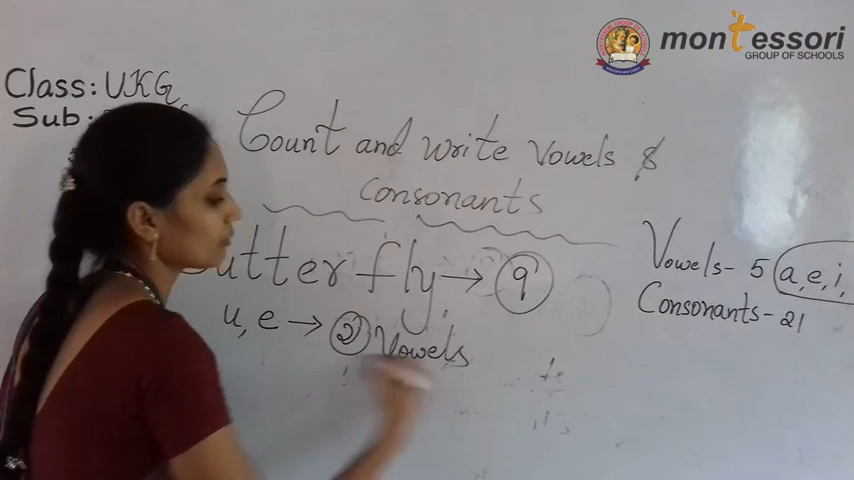 montessori
GROUP OF SCHOOLS
Class: UKG
Sub:
Count and write Vowels &
Consonants
Butterfly → 9
u, e → 2 Vowels
Vowels- 5 a, e, i,
Consonants- 21